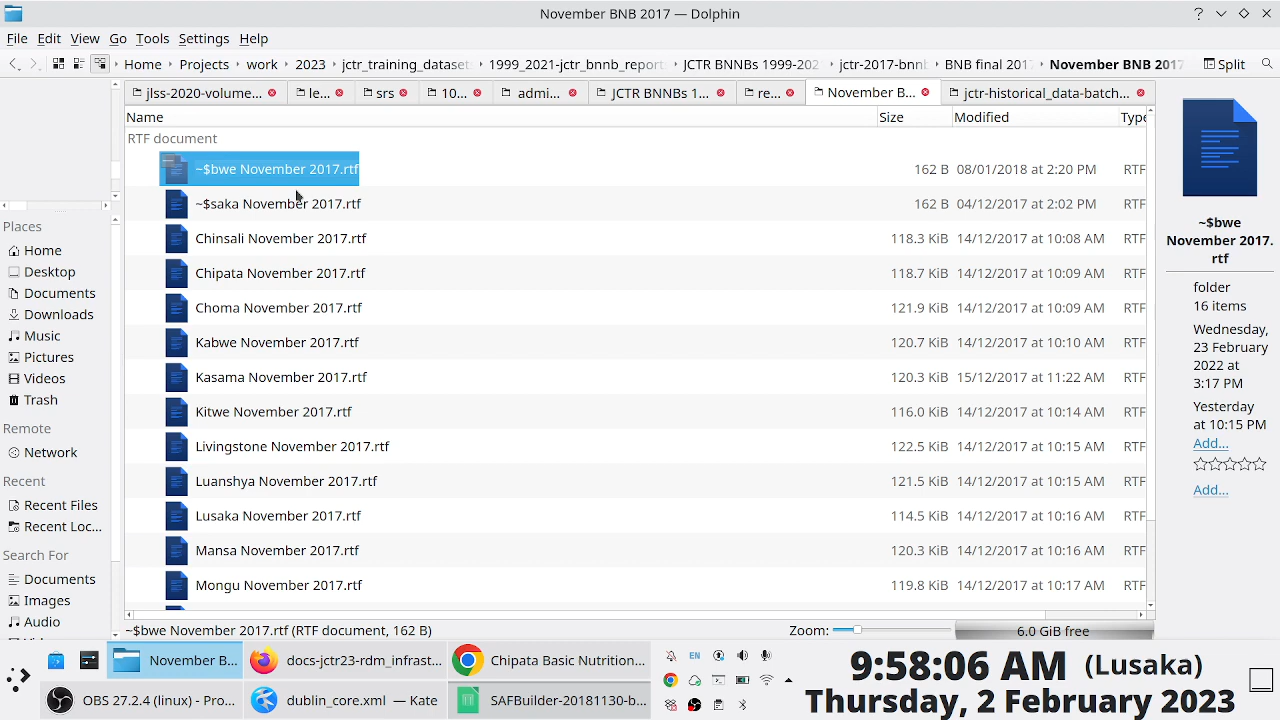 November BNB 2017 — Dolphin
File Edit View Go Tools Settings Help
Home Projects work 2023 jctr_training_dataset 1999_2021-jctr_bnnb_report JCTR BNNBs 1999-202 jctr-2017-bnnb BNB final 2017 November BNB 2017 Split
jlss-2020-volume... le... srs 10... admi... JCTR BNNBs 1... re... November B... jctr-historical_data-batch...
Name Size Modified Type
RTF document
~$bwe November 2017.rtf 162 B 08/01/2018 at 2:20 PM RTF
~$saka November 2017.rtf 162 B 04/12/2017 at 2:02 PM RTF
Chinsali November 2017.rtf 118.3 KiB 14/12/2017 at 10:08 AM RTF
Chipata November 2017.rtf 118.7 KiB 14/12/2017 at 10:09 AM RTF
Choma November 2017.rtf 121.9 KiB 14/12/2017 at 10:09 AM RTF
Kabwe November 2017.rtf 120.7 KiB 14/12/2017 at 10:10 AM RTF
Kasama November 2017.rtf 120.3 KiB 15/12/2017 at 10:22 AM RTF
Kitwe November 2017.rtf 116.0 KiB 14/12/2017 at 10:14 AM RTF
Livingstone November 2017.rtf 122.5 KiB 14/12/2017 at 10:15 AM RTF
Luanshya November 2017.rtf 121.5 KiB 14/12/2017 at 10:15 AM RTF
Lusaka November 2017.rtf 114.5 KiB 14/12/2017 at 10:16 AM RTF
Mansa November 2017.rtf 120.3 KiB 14/12/2017 at 10:16 AM RTF
Mongu November 2017.rtf 119.8 KiB 14/12/2017 at 10:17 AM RTF
~$bwe November 2017.rtf (RTF document, 162 B) Zoom: 6.0 GiB free
Places
Home
Desktop
Documents
Downloads
Music
Pictures
Videos
Trash
Remote
Network
Recent
Recent Files
Recent Loc...
Search For
Documents
Images
Audio
~$bwe
November 2017.
rtf
folder
16 items
Wednesday,
23 February
2022 at
3:17 PM
Yesterday
at 10:15 PM
Add...
Add...
November B... docs-jctr_23-rdm_infrast... Chipata Basic Nutrition...
OBS 27.2.4 (linux) - Pro... dublin_core.xml — Kate SAFBuilder-20181130-b...
EN
9:58:06 AM (Lusaka)
Thursday, 2 February 2023